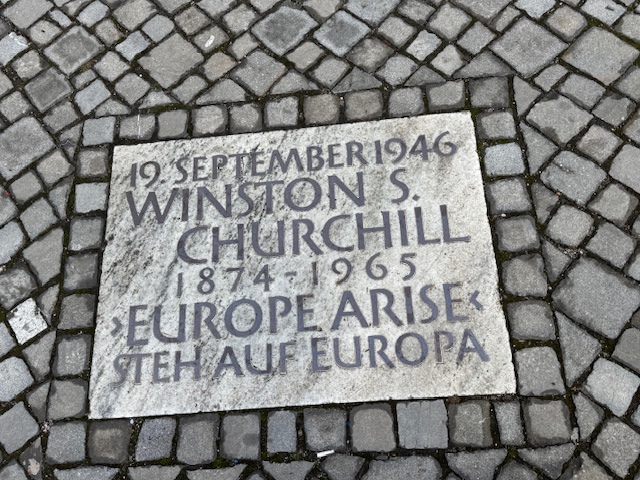 19. SEPTEMBER 1946
WINSTON S.
CHURCHILL
1874 - 1965
›EUROPE ARISE‹
STEH AUF EUROPA